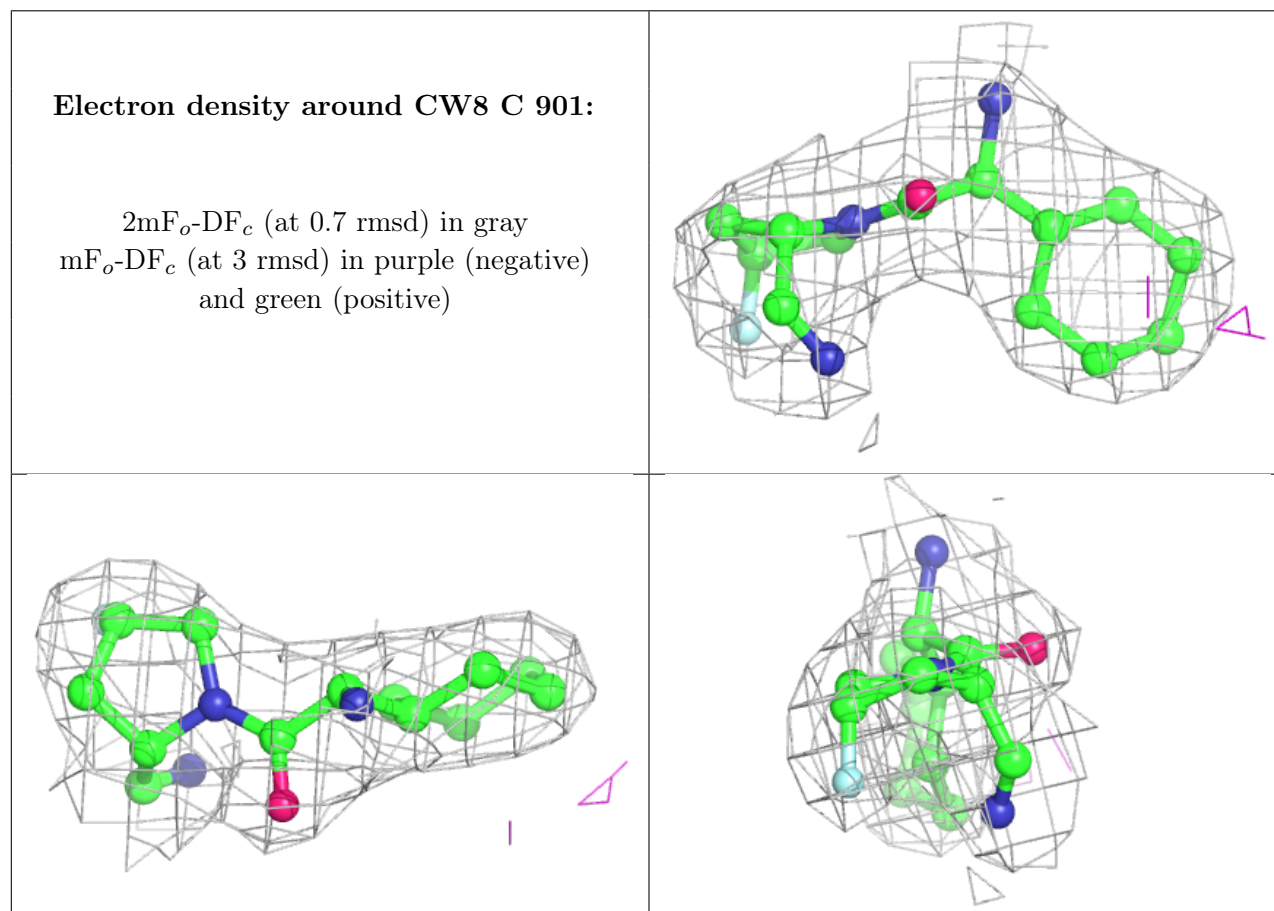 Electron density around CW8 C 901:
2mFo-DFc (at 0.7 rmsd) in gray
mFo-DFc (at 3 rmsd) in purple (negative)
and green (positive)